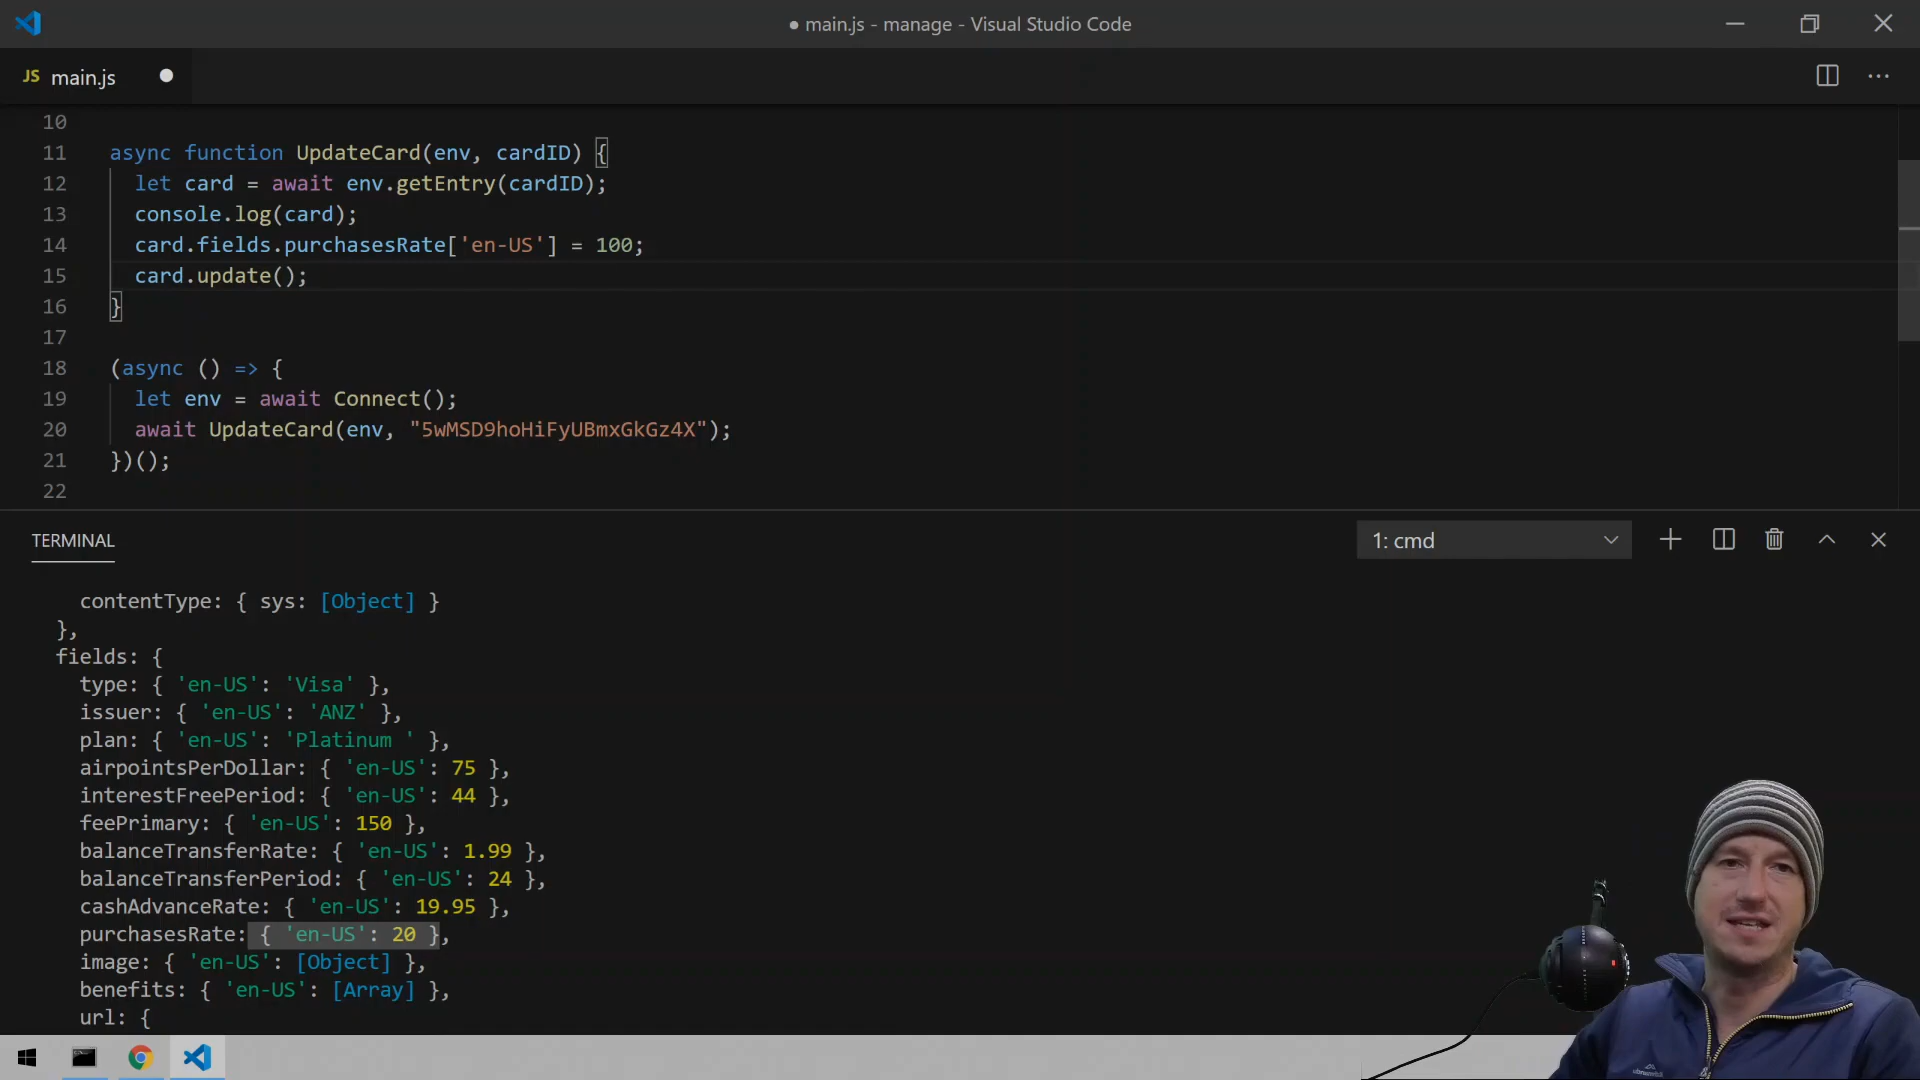 ● main.js - manage - Visual Studio Code
JS main.js
10
11 async function UpdateCard(env, cardID) {
12 let card = await env.getEntry(cardID);
13 console.log(card);
14 card.fields.purchasesRate['en-US'] = 100;
15 card.update();
16 }
17
18 (async () => {
19 let env = await Connect();
20 await UpdateCard(env, "5wMSD9hoHiFyUBmxGkGz4X");
21 })();
22
TERMINAL
1: cmd
contentType: { sys: [Object] }
},
fields: {
type: { 'en-US': 'Visa' },
issuer: { 'en-US': 'ANZ' },
plan: { 'en-US': 'Platinum ' },
airpointsPerDollar: { 'en-US': 75 },
interestFreePeriod: { 'en-US': 44 },
feePrimary: { 'en-US': 150 },
balanceTransferRate: { 'en-US': 1.99 },
balanceTransferPeriod: { 'en-US': 24 },
cashAdvanceRate: { 'en-US': 19.95 },
purchasesRate: { 'en-US': 20 },
image: { 'en-US': [Object] },
benefits: { 'en-US': [Array] },
url: {